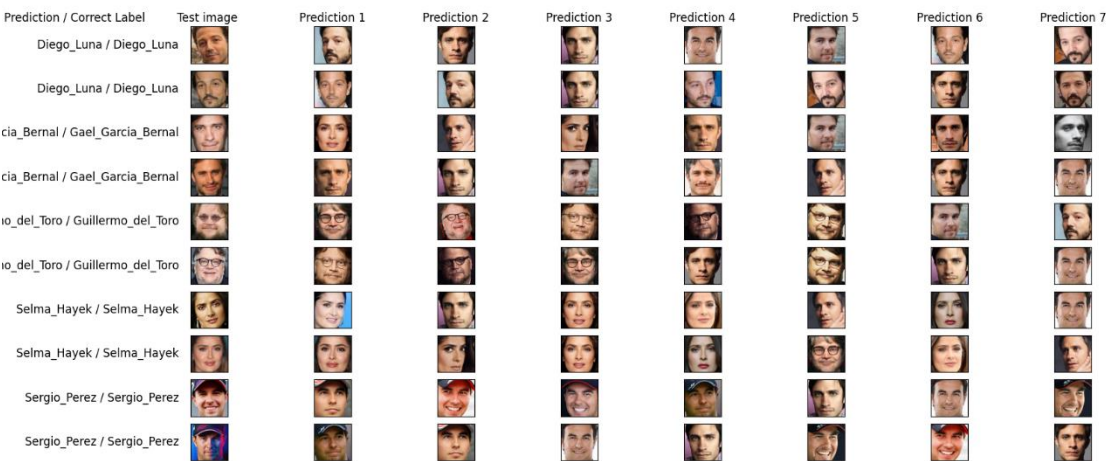 Prediction / Correct Label Test image Prediction 1 Prediction 2 Prediction 3 Prediction 4 Prediction 5 Prediction 6 Prediction 7
Diego_Luna / Diego_Luna
Diego_Luna / Diego_Luna
cia_Bernal / Gael_Garcia_Bernal
cia_Bernal / Gael_Garcia_Bernal
o_del_Toro / Guillermo_del_Toro
o_del_Toro / Guillermo_del_Toro
Selma_Hayek / Selma_Hayek
Selma_Hayek / Selma_Hayek
Sergio_Perez / Sergio_Perez
Sergio_Perez / Sergio_Perez